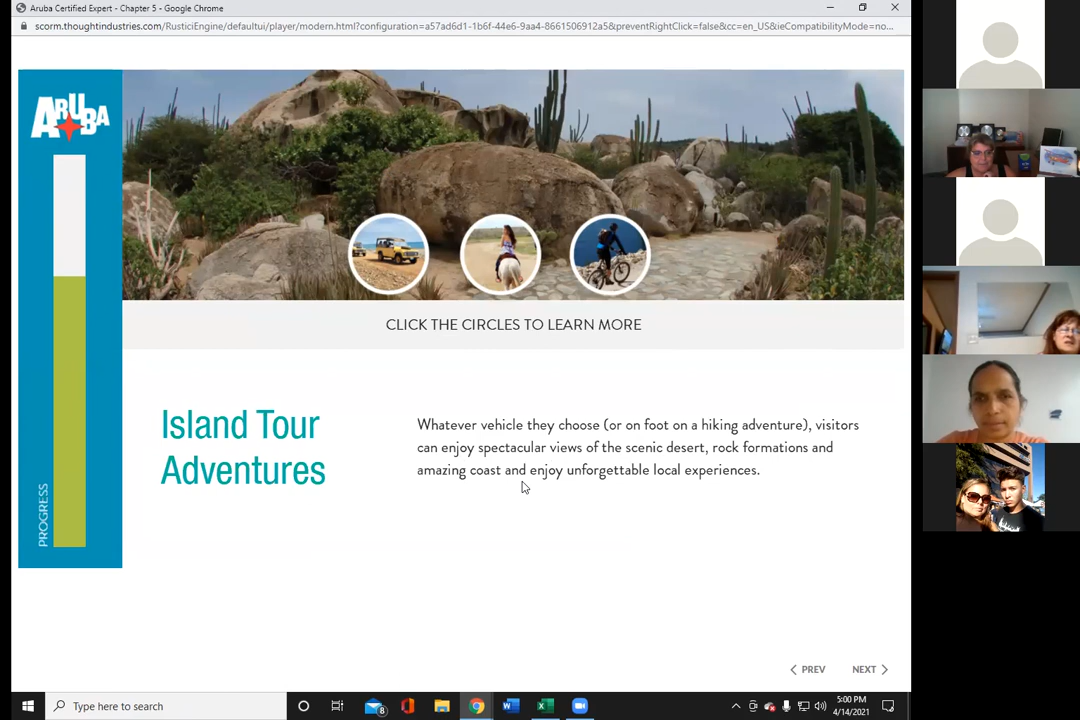 Aruba Certified Expert - Chapter 5 - Google Chrome
scorm.thoughtindustries.com/RusticiEngine/defaultui/player/modern.html?configuration=a57ad6d1-1b6f-44e6-9aa4-8661506912a5&preventRightClick=false&cc=en_US&ieCompatibilityMode=no...
ARUBA
PROGRESS
CLICK THE CIRCLES TO LEARN MORE
Island Tour
Adventures
Whatever vehicle they choose (or on foot on a hiking adventure), visitors
can enjoy spectacular views of the scenic desert, rock formations and
amazing coast and enjoy unforgettable local experiences.
PREV
NEXT
Type here to search
8
5:00 PM
4/14/2021